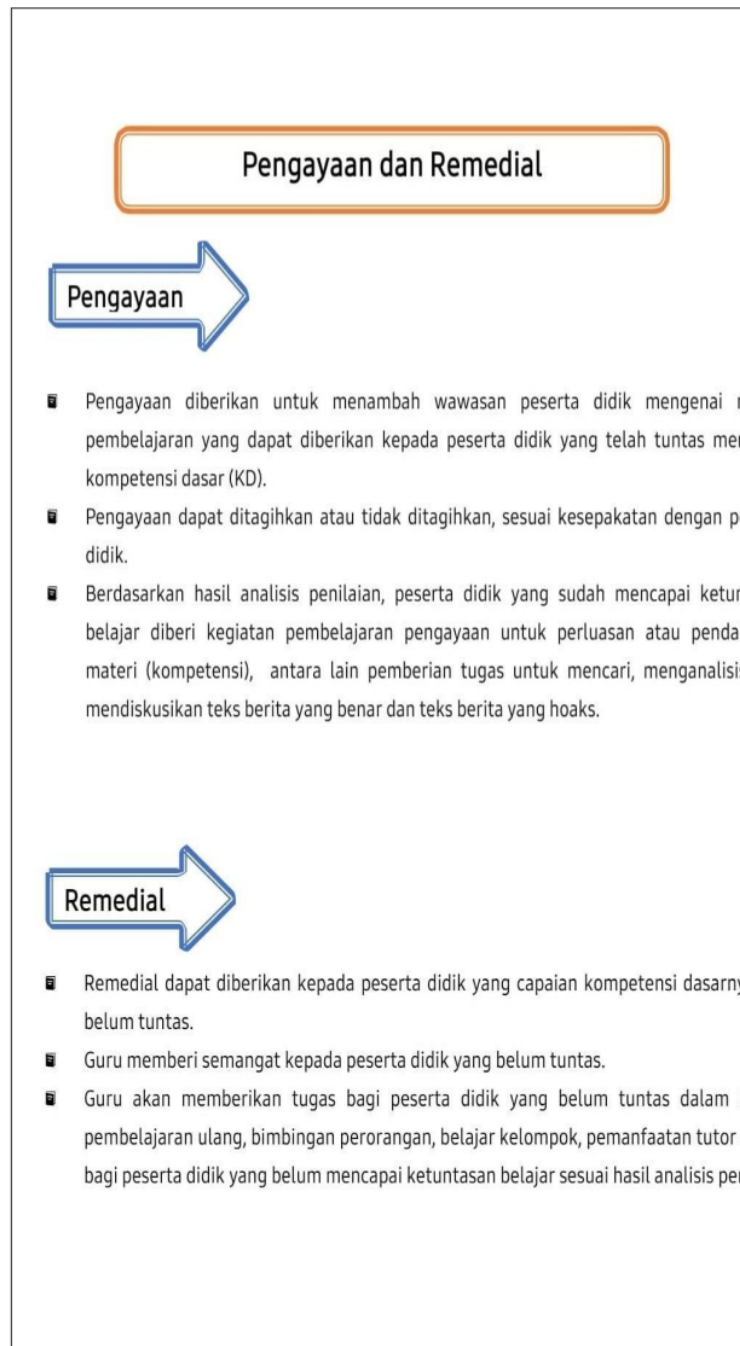 Pengayaan dan Remedial
Pengayaan
Pengayaan diberikan untuk menambah wawasan peserta didik mengenai
pembelajaran yang dapat diberikan kepada peserta didik yang telah tuntas
kompetensi dasar (KD).
Pengayaan dapat ditagihkan atau tidak ditagihkan, sesuai kesepakatan dengan
didik.
Berdasarkan hasil analisis penilaian, peserta didik yang sudah mencapai
belajar diberi kegiatan pembelajaran pengayaan untuk perluasan atau
materi (kompetensi), antara lain pemberian tugas untuk mencari, menganalisis
mendiskusikan teks berita yang benar dan teks berita yang hoaks.
Remedial
Remedial dapat diberikan kepada peserta didik yang capaian kompetensi
belum tuntas.
Guru memberi semangat kepada peserta didik yang belum tuntas.
Guru akan memberikan tugas bagi peserta didik yang belum tuntas dalam
pembelajaran ulang, bimbingan perorangan, belajar kelompok, pemanfaatan tutor
bagi peserta didik yang belum mencapai ketuntasan belajar sesuai hasil analisis